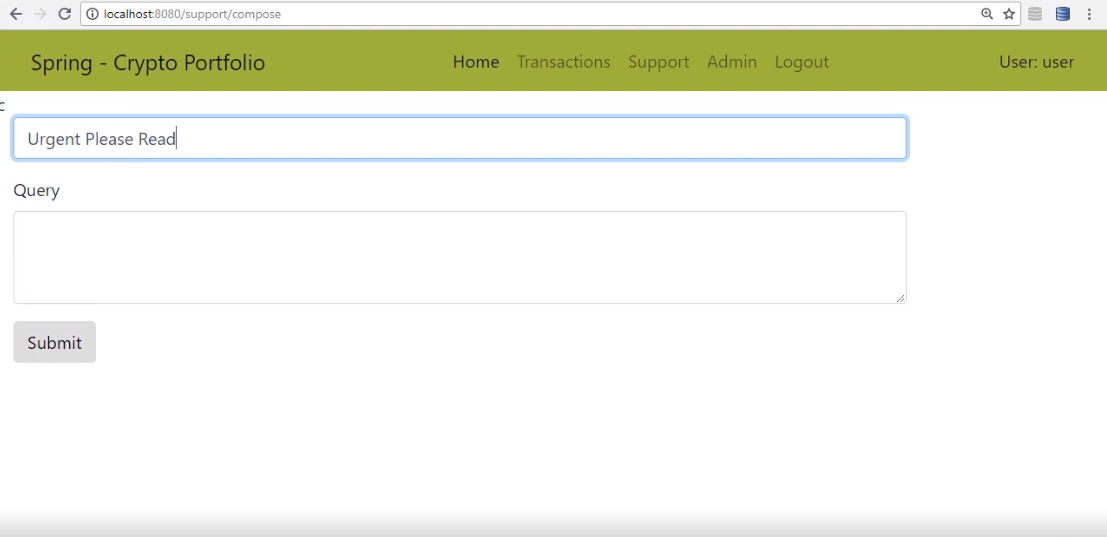 localhost:8080/support/compose
Spring - Crypto Portfolio Home Transactions Support Admin Logout User: user
c
Urgent Please Read
Query
Submit